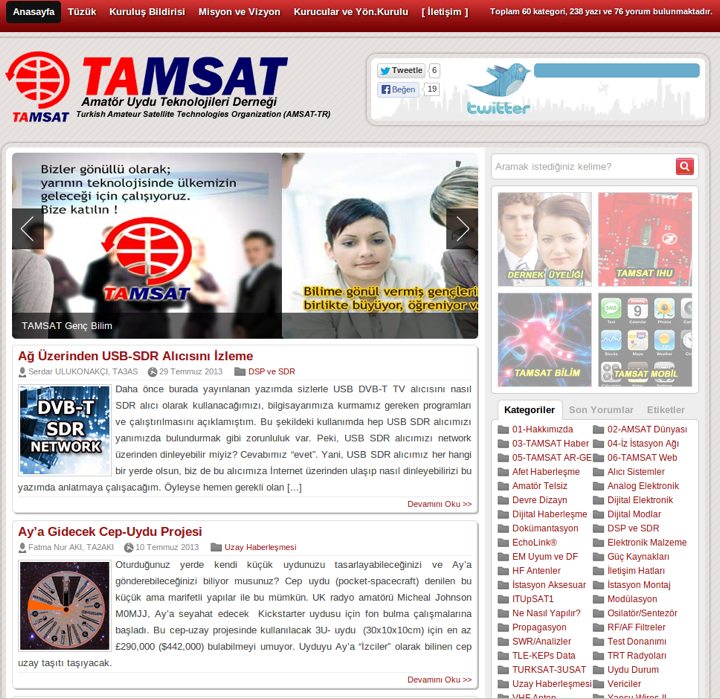 Anasayfa Tüzük Kuruluş Bildirisi Misyon ve Vizyon Kurucular ve Yön.Kurulu [ İletişim ] Toplam 60 kategori, 238 yazı ve 76 yorum bulunmaktadır.
TAMSAT
Amatör Uydu Teknolojileri Derneği
TAMSAT Turkish Amateur Satellite Technologies Organization (AMSAT-TR)
Tweetle 6
Beğen 19
twitter
Bizler gönüllü olarak;
yarının teknolojisinde ülkemizin
geleceği için çalışıyoruz.
Bize katılın !
TAMSAT
Bilime gönül vermiş gençleri
birlikte büyüyor, öğreniyor v
TAMSAT Genç Bilim
Ağ Üzerinden USB-SDR Alıcısını İzleme
Serdar ULUKONAKÇI, TA3AS 29 Temmuz 2013 DSP ve SDR
DVB-T
SDR
NETWORK
Daha önce burada yayınlanan yazımda sizlerle USB DVB-T TV alıcısını nasıl
SDR alıcı olarak kullanacağımızı, bilgisayarımıza kurmamız gereken programları
ve çalıştırılmasını açıklamıştım. Bu şekildeki kullanımda hep USB SDR alıcımızı
yanımızda bulundurmak gibi zorunluluk var. Peki, USB SDR alıcımızı network
üzerinden dinleyebilir miyiz? Cevabımız “evet”. Yani, USB SDR alıcımız her hangi
bir yerde olsun, biz de bu alıcımıza İnternet üzerinden ulaşıp nasıl dinleyebilirizi bu
yazımda anlatmaya çalışacağım. Öyleyse hemen gerekli olan [...]
Devamını Oku >>
Ay’a Gidecek Cep-Uydu Projesi
Fatma Nur AKI, TA2AKI 10 Temmuz 2013 Uzay Haberleşmesi
Oturduğunuz yerde kendi küçük uydunuzu tasarlayabileceğinizi ve Ay’a
gönderebileceğinizi biliyor musunuz? Cep uydu (pocket-spacecraft) denilen bu
küçük ama marifetli yapılar ile bu mümkün. UK radyo amatörü Micheal Johnson
M0MJJ, Ay’a seyahat edecek Kickstarter uydusu için fon bulma çalışmalarına
başladı. Bu cep-uzay projesinde kullanılacak 3U- uydu (30x10x10cm) için en az
£290,000 ($442,000) bulabilmeyi umuyor. Uyduyu Ay’a “İzciler” olarak bilinen cep
uzay taşıtı taşıyacak.
Devamını Oku >>
Aramak istediğiniz kelime?
DERNEK ÜYELİĞİ
TAMSAT IHU
TAMSAT BİLİM
TAMSAT MOBİL
Kategoriler Son Yorumlar Etiketler
01-Hakkımızda 02-AMSAT Dünyası
03-TAMSAT Haber 04-İz İstasyon Ağı
05-TAMSAT AR-GE 06-TAMSAT Web
Afet Haberleşme Alıcı Sistemler
Amatör Telsiz Analog Elektronik
Devre Dizayn Dijital Elektronik
Dijital Haberleşme Dijital Modlar
Dokümantasyon DSP ve SDR
EchoLink® Elektronik Malzeme
EM Uyum ve DF Güç Kaynakları
HF Antenler İletişim Hatları
İstasyon Aksesuar İstasyon Montaj
ITUpSAT1 Modülasyon
Ne Nasıl Yapılır? Osilatör/Sentezör
Propagasyon RF/AF Filtreler
SWR/Analizler Test Donanımı
TLE-KEPs Data TRT Radyoları
TURKSAT-3USAT Uydu Durum
Uzay Haberleşmesi Vericiler